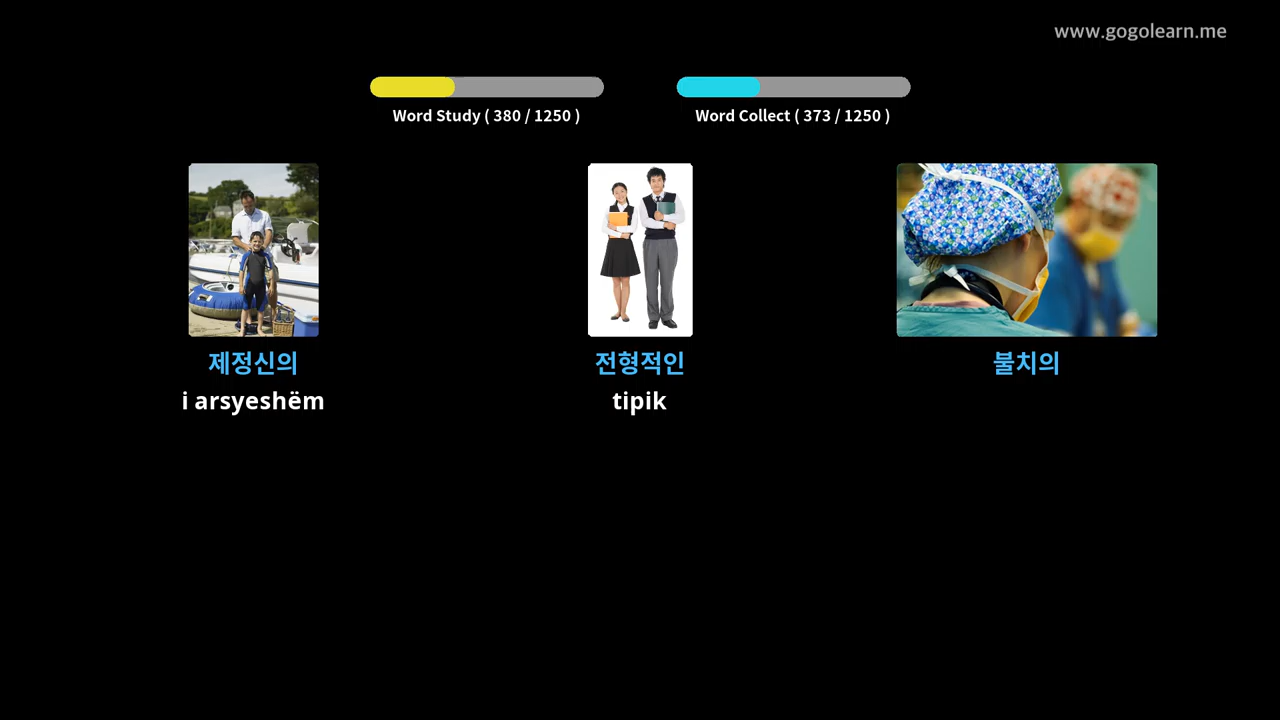 www.gogolearn.me
Word Study ( 380 / 1250 )
Word Collect ( 373 / 1250 )
제정신의
전형적인
불치의
i arsyeshëm
tipik